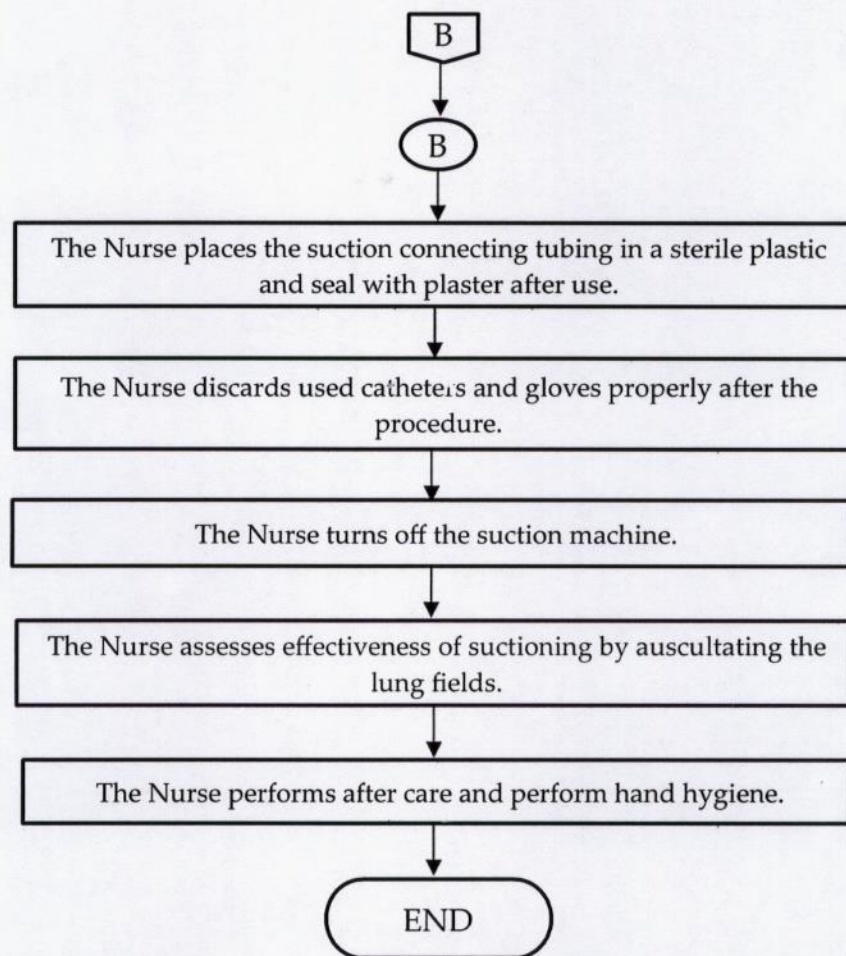 B
B
The Nurse places the suction connecting tubing in a sterile plastic
and seal with plaster after use.
The Nurse discards used catheters and gloves properly after the
procedure.
The Nurse turns off the suction machine.
The Nurse assesses effectiveness of suctioning by auscultating the
lung fields.
The Nurse performs after care and perform hand hygiene.
END